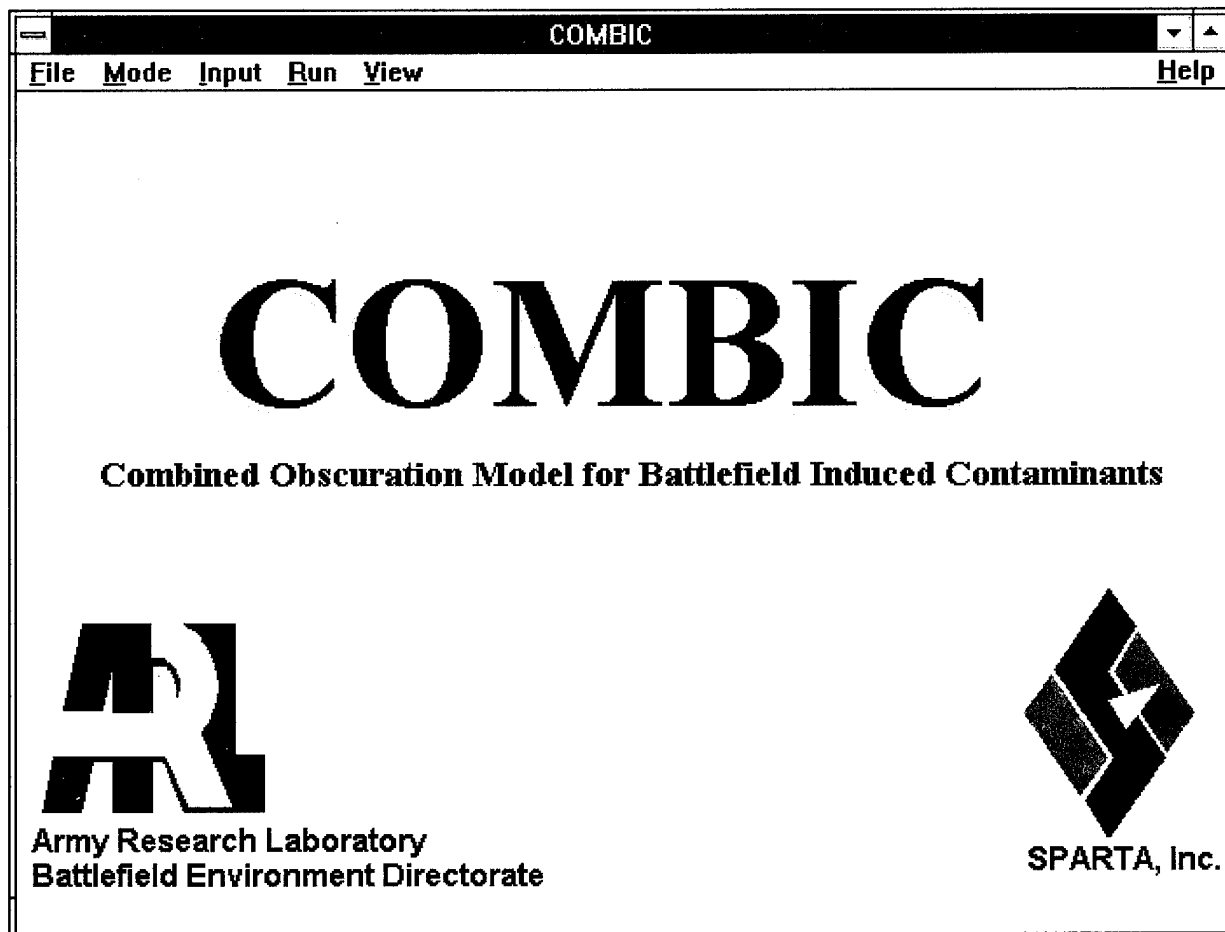 COMBIC
File Mode Input Run View Help
COMBIC
Combined Obscuration Model for Battlefield Induced Contaminants
ARL
Army Research Laboratory
Battlefield Environment Directorate
SPARTA, Inc.